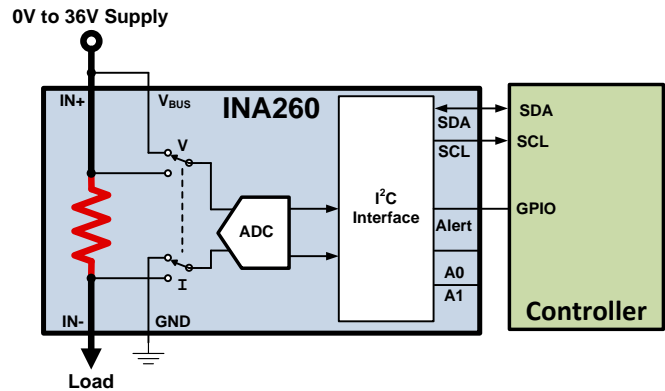 0V to 36V Supply
IN+
VBUS
INA260
SDA
SDA
SCL
SCL
V
I2C
Interface
ADC
GPIO
Alert
I
A0
A1
IN-
GND
Controller
Load